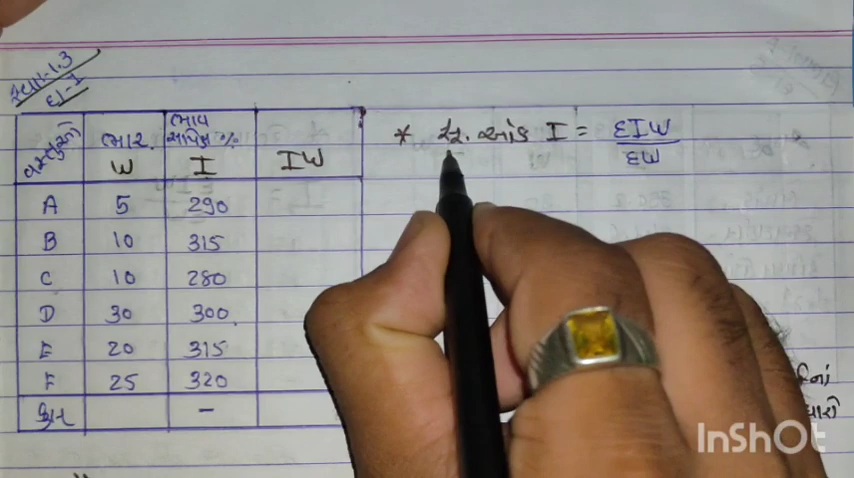 સ્વા-1.3
દા-1
વસ્તુઓ ભાર W ભાવ સાપેક્ષ % I IW
A 5 290
B 10 315
C 10 280
D 30 300
E 20 315
F 25 320
કુલ –
* સૂ. આંક I = ΣIW / ΣW
InShOt